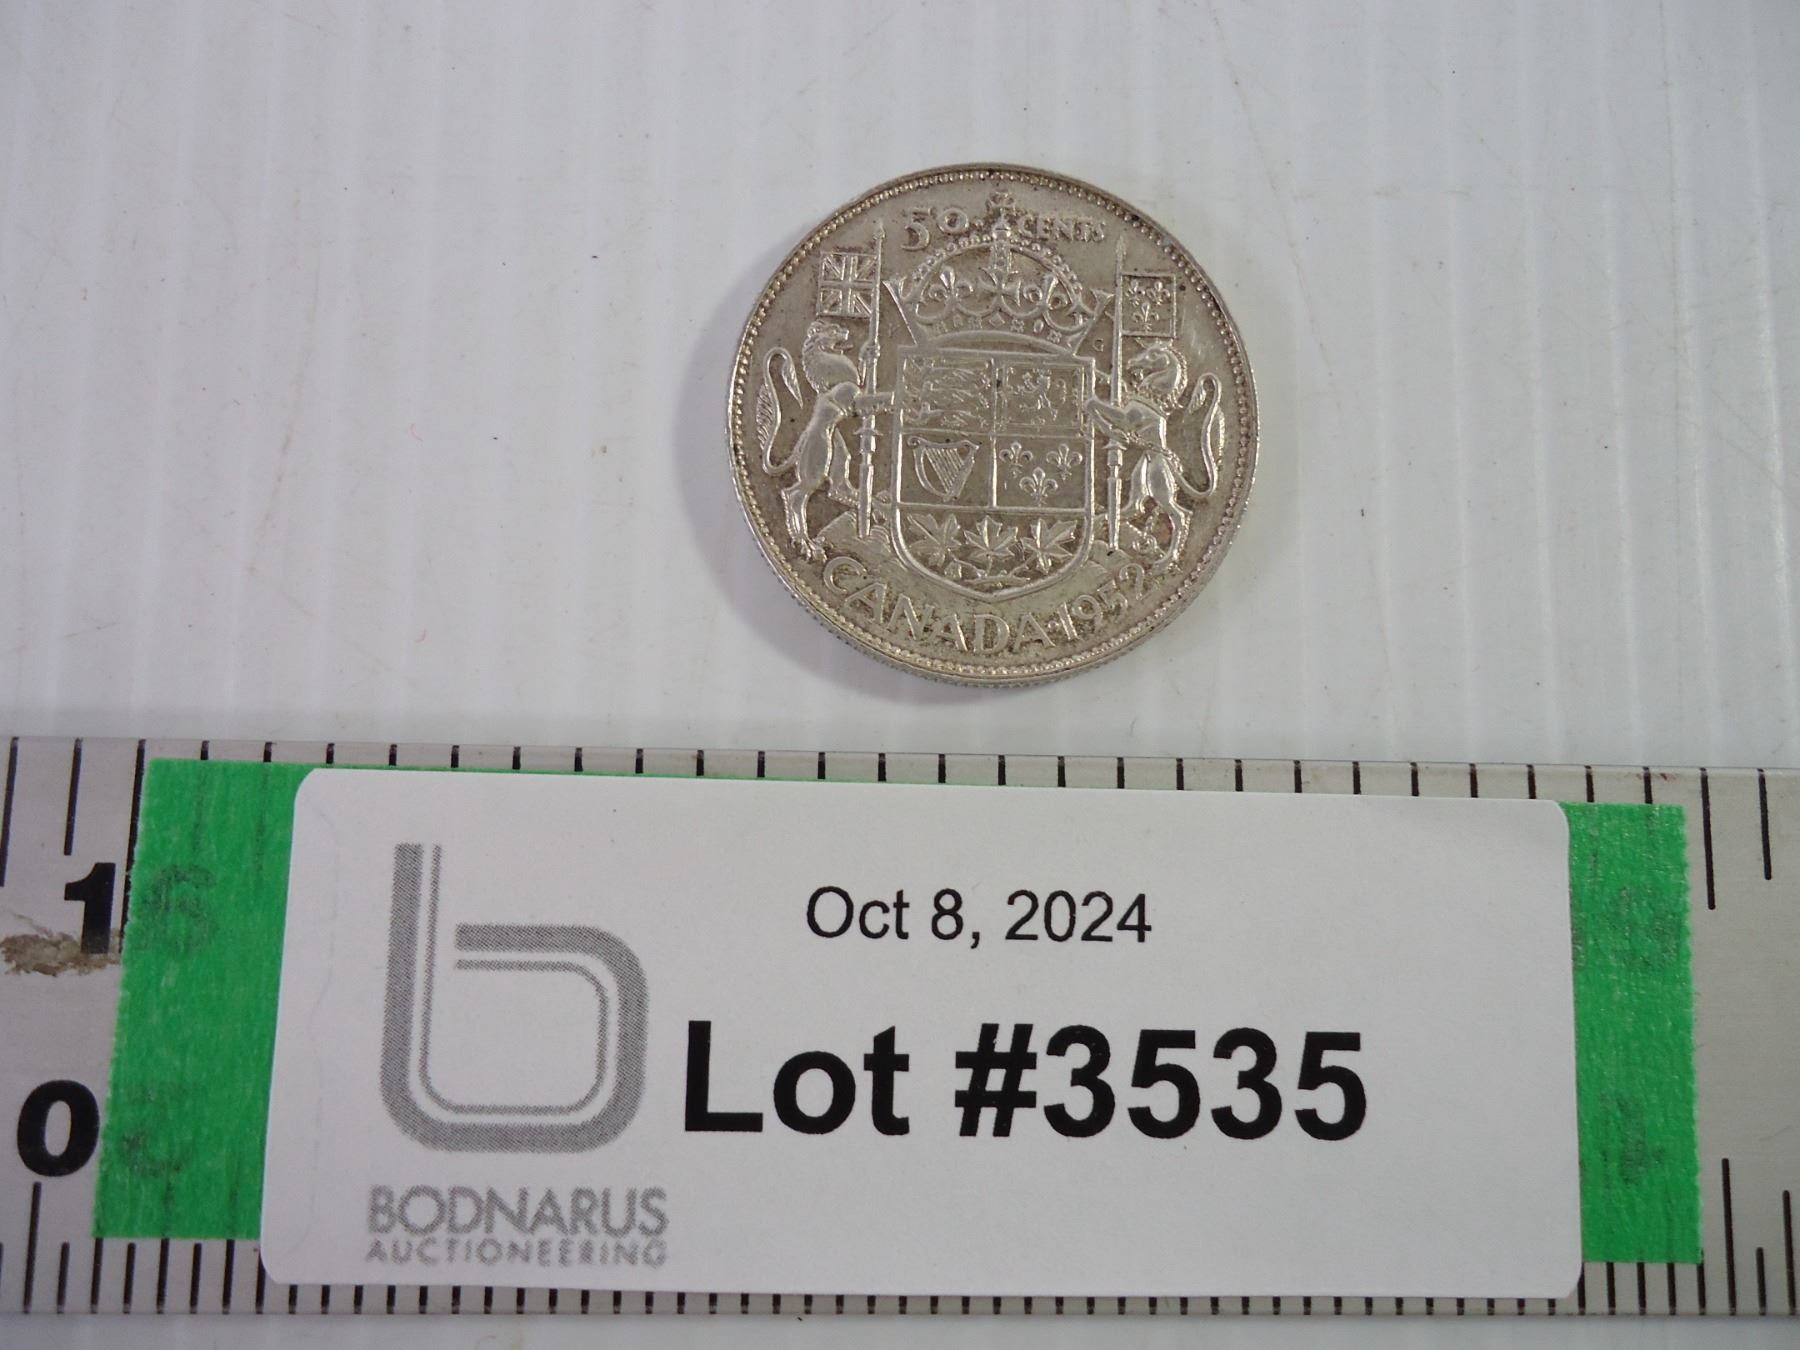 50 CENTS
CANADA·1952
1
0
Oct 8, 2024
Lot #3535
BODNARUS
AUCTIONEERING